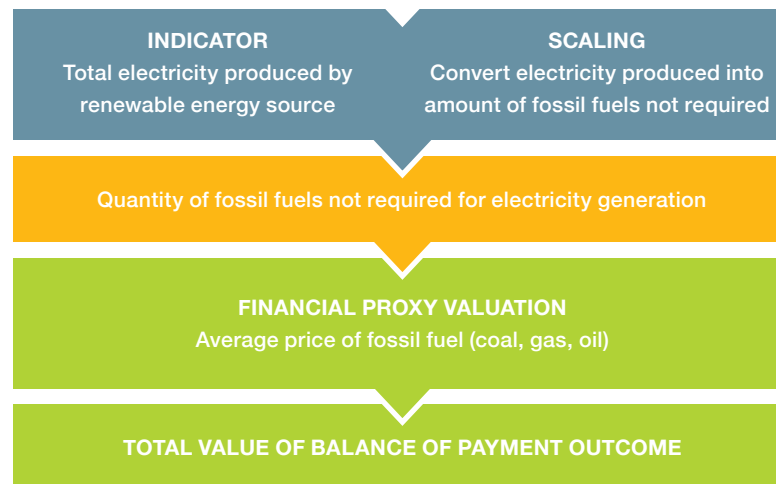 INDICATOR
Total electricity produced by
renewable energy source
SCALING
Convert electricity produced into
amount of fossil fuels not required
Quantity of fossil fuels not required for electricity generation
FINANCIAL PROXY VALUATION
Average price of fossil fuel (coal, gas, oil)
TOTAL VALUE OF BALANCE OF PAYMENT OUTCOME